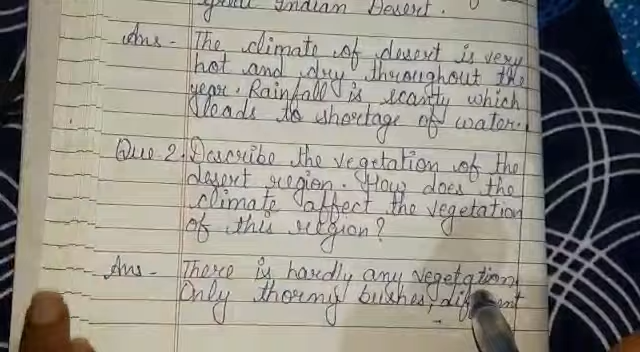 great Indian Desert.
Ans - The climate of desert is very
hot and dry throughout the
year. Rainfall is scanty which
leads to shortage of water.
Que 2. Describe the vegetation of the
desert region. How does the
climate affect the vegetation
of this region?
Ans - There is hardly any vegetation
Only thorny bushes, different